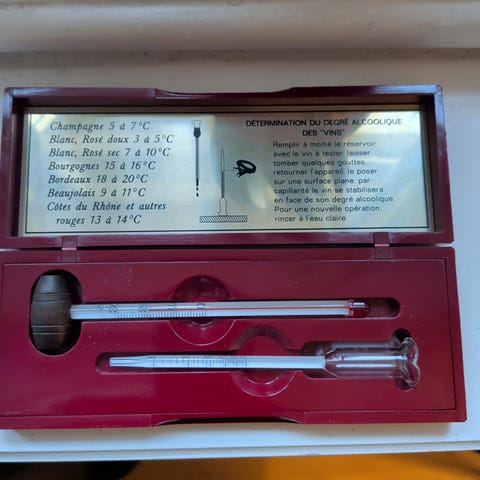 Champagne 5 à 7°C
Blanc, Rosé doux 3 à 5°C
Blanc, Rosé sec 7 à 10°C
Bourgognes 15 à 16°C
Bordeaux 18 à 20°C
Beaujolais 9 à 11°C
Côtes du Rhône et autres
rouges 13 à 14°C
DÉTERMINATION DU DEGRÉ ALCOOLIQUE
DES "VINS"
Remplir à moitié le réservoir
avec le vin à tester, laisser
tomber quelques gouttes,
retourner l'appareil, le poser
sur une surface plane, par
capillarité le vin se stabilisera
en face de son degré alcoolique.
Pour une nouvelle opération,
rincer à l'eau claire